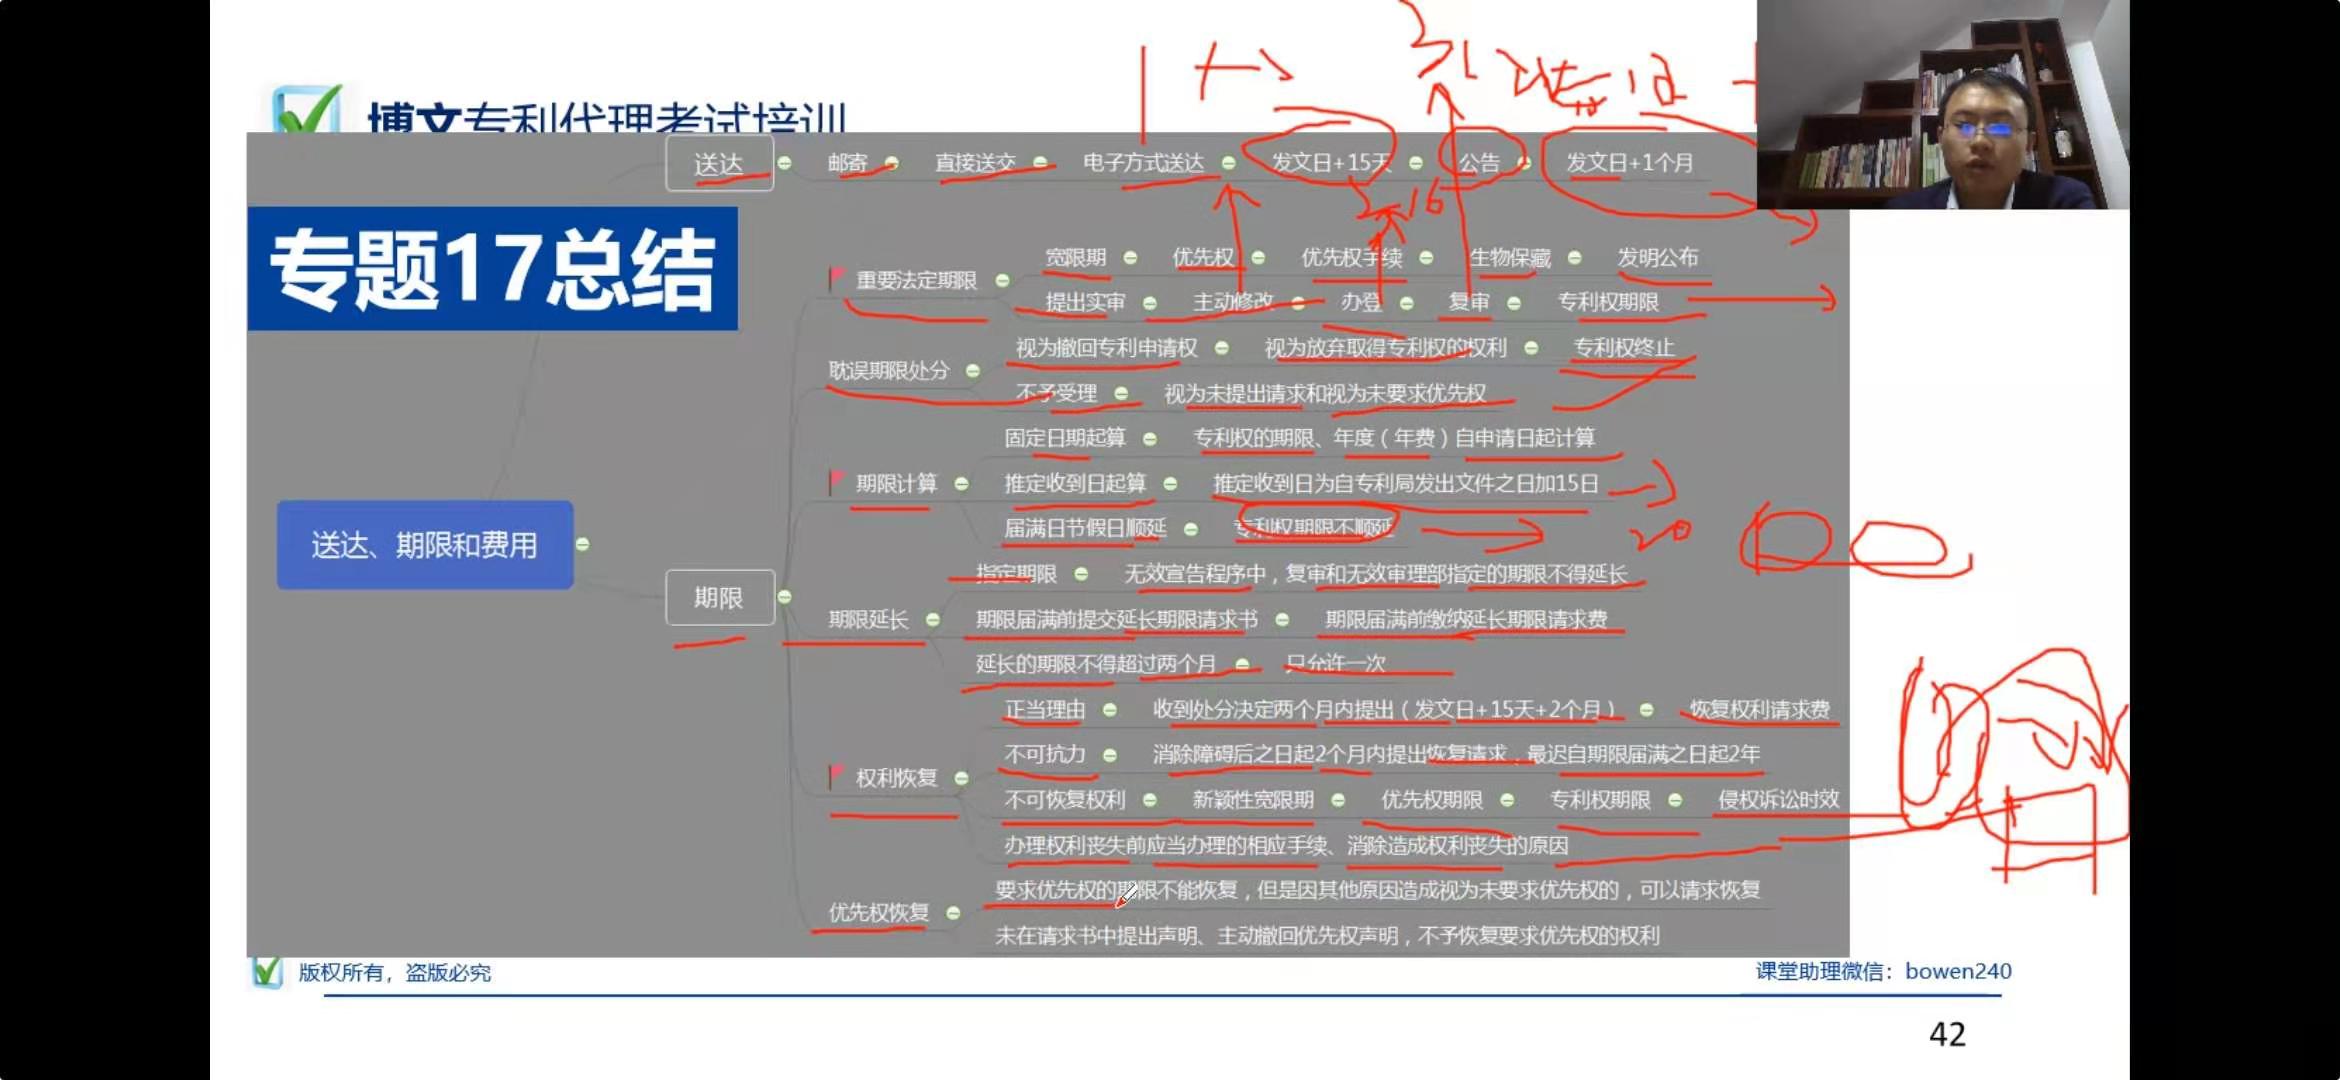 博文专利代理考试培训
送达 邮寄 直接送交 电子方式送达 发文日+15天 公告 发文日+1个月
专题17总结
重要法定期限
宽限期 优先权 优先权手续 生物保藏 发明公布
提出实审 主动修改 办登 复审 专利权期限
耽误期限处分
视为撤回专利申请权 视为放弃取得专利权的权利 专利权终止
不予受理 视为未提出请求和视为未要求优先权
固定日期起算 专利权的期限、年度（年费）自申请日起计算
期限计算 推定收到日起算 推定收到日为自专利局发出文件之日加15日
届满日节假日顺延 专利权期限不顺延
20
送达、期限和费用
期限
指定期限 无效宣告程序中，复审和无效审理部指定的期限不得延长
期限延长 期限届满前提交延长期限请求书 期限届满前缴纳延长期限请求费
延长的期限不得超过两个月 只允许一次
正当理由 收到处分决定两个月内提出（发文日+15天+2个月） 恢复权利请求费
不可抗力 消除障碍后之日起2个月内提出恢复请求，最迟自期限届满之日起2年
权利恢复
不可恢复权利 新颖性宽限期 优先权期限 专利权期限 侵权诉讼时效
办理权利丧失前应当办理的相应手续、消除造成权利丧失的原因
优先权恢复
要求优先权的期限不能恢复，但是因其他原因造成视为未要求优先权的，可以请求恢复
未在请求书中提出声明、主动撤回优先权声明，不予恢复要求优先权的权利
版权所有，盗版必究
课堂助理微信：bowen240
42